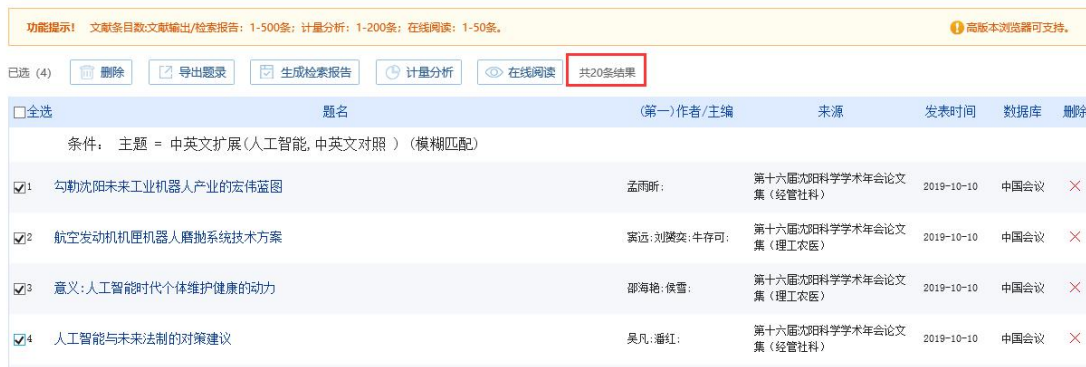 功能提示! 文献条目数:文献输出/检索报告: 1-500条; 计量分析: 1-200条; 在线阅读: 1-50条。 高版本浏览器可支持。
已选 (4) 删除 导出题录 生成检索报告 计量分析 在线阅读 共20条结果
全选 题名 (第一)作者/主编 来源 发表时间 数据库 删除
条件: 主题 = 中英文扩展(人工智能,中英文对照 ) (模糊匹配)
1 勾勒沈阳未来工业机器人产业的宏伟蓝图 孟雨昕; 第十六届沈阳科学学术年会论文集(经管社科) 2019-10-10 中国会议
2 航空发动机机匣机器人磨抛系统技术方案 窦远;刘赟奕;牛存可; 第十六届沈阳科学学术年会论文集(理工农医) 2019-10-10 中国会议
3 意义:人工智能时代个体维护健康的动力 邵海艳;侯雪; 第十六届沈阳科学学术年会论文集(理工农医) 2019-10-10 中国会议
4 人工智能与未来法制的对策建议 吴凡;潘红; 第十六届沈阳科学学术年会论文集(经管社科) 2019-10-10 中国会议